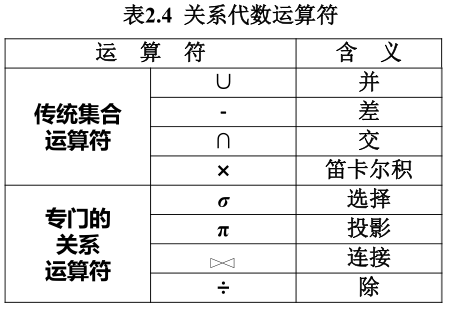 表2.4 关系代数运算符
运 算 符 含 义
传统集合
运算符
∪ 并
- 差
∩ 交
× 笛卡尔积
专门的
关系
运算符
σ 选择
π 投影
⋈ 连接
÷ 除